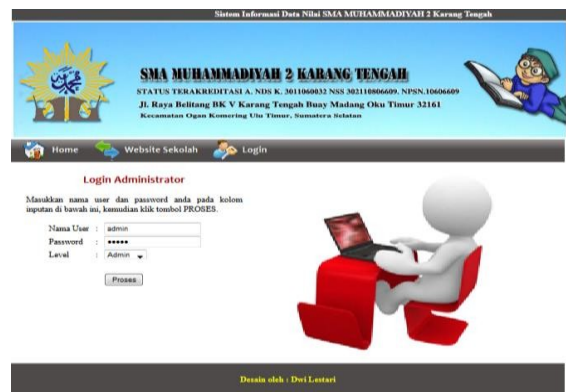 Sistem Informasi Data Nilai SMA MUHAMMADIYAH 2 Karang Tengah
SMA MUHAMMADIYAH 2 KARANG TENGAH
STATUS TERAKREDITASI A. NDS K. 3011060032 NSS 302110806609. NPSN.10606609
Jl. Raya Belitang BK V Karang Tengah Buay Madang Oku Timur 32161
Kecamatan Ogan Komering Ulu Timur, Sumatera Selatan
Home Website Sekolah Login
Login Administrator
Masukkan nama user dan password anda pada kolom
inputan di bawah ini, kemudian klik tombol PROSES.
Nama User : admin
Password : •••••
Level : Admin
Proses
Desain oleh : Dwi Lestari